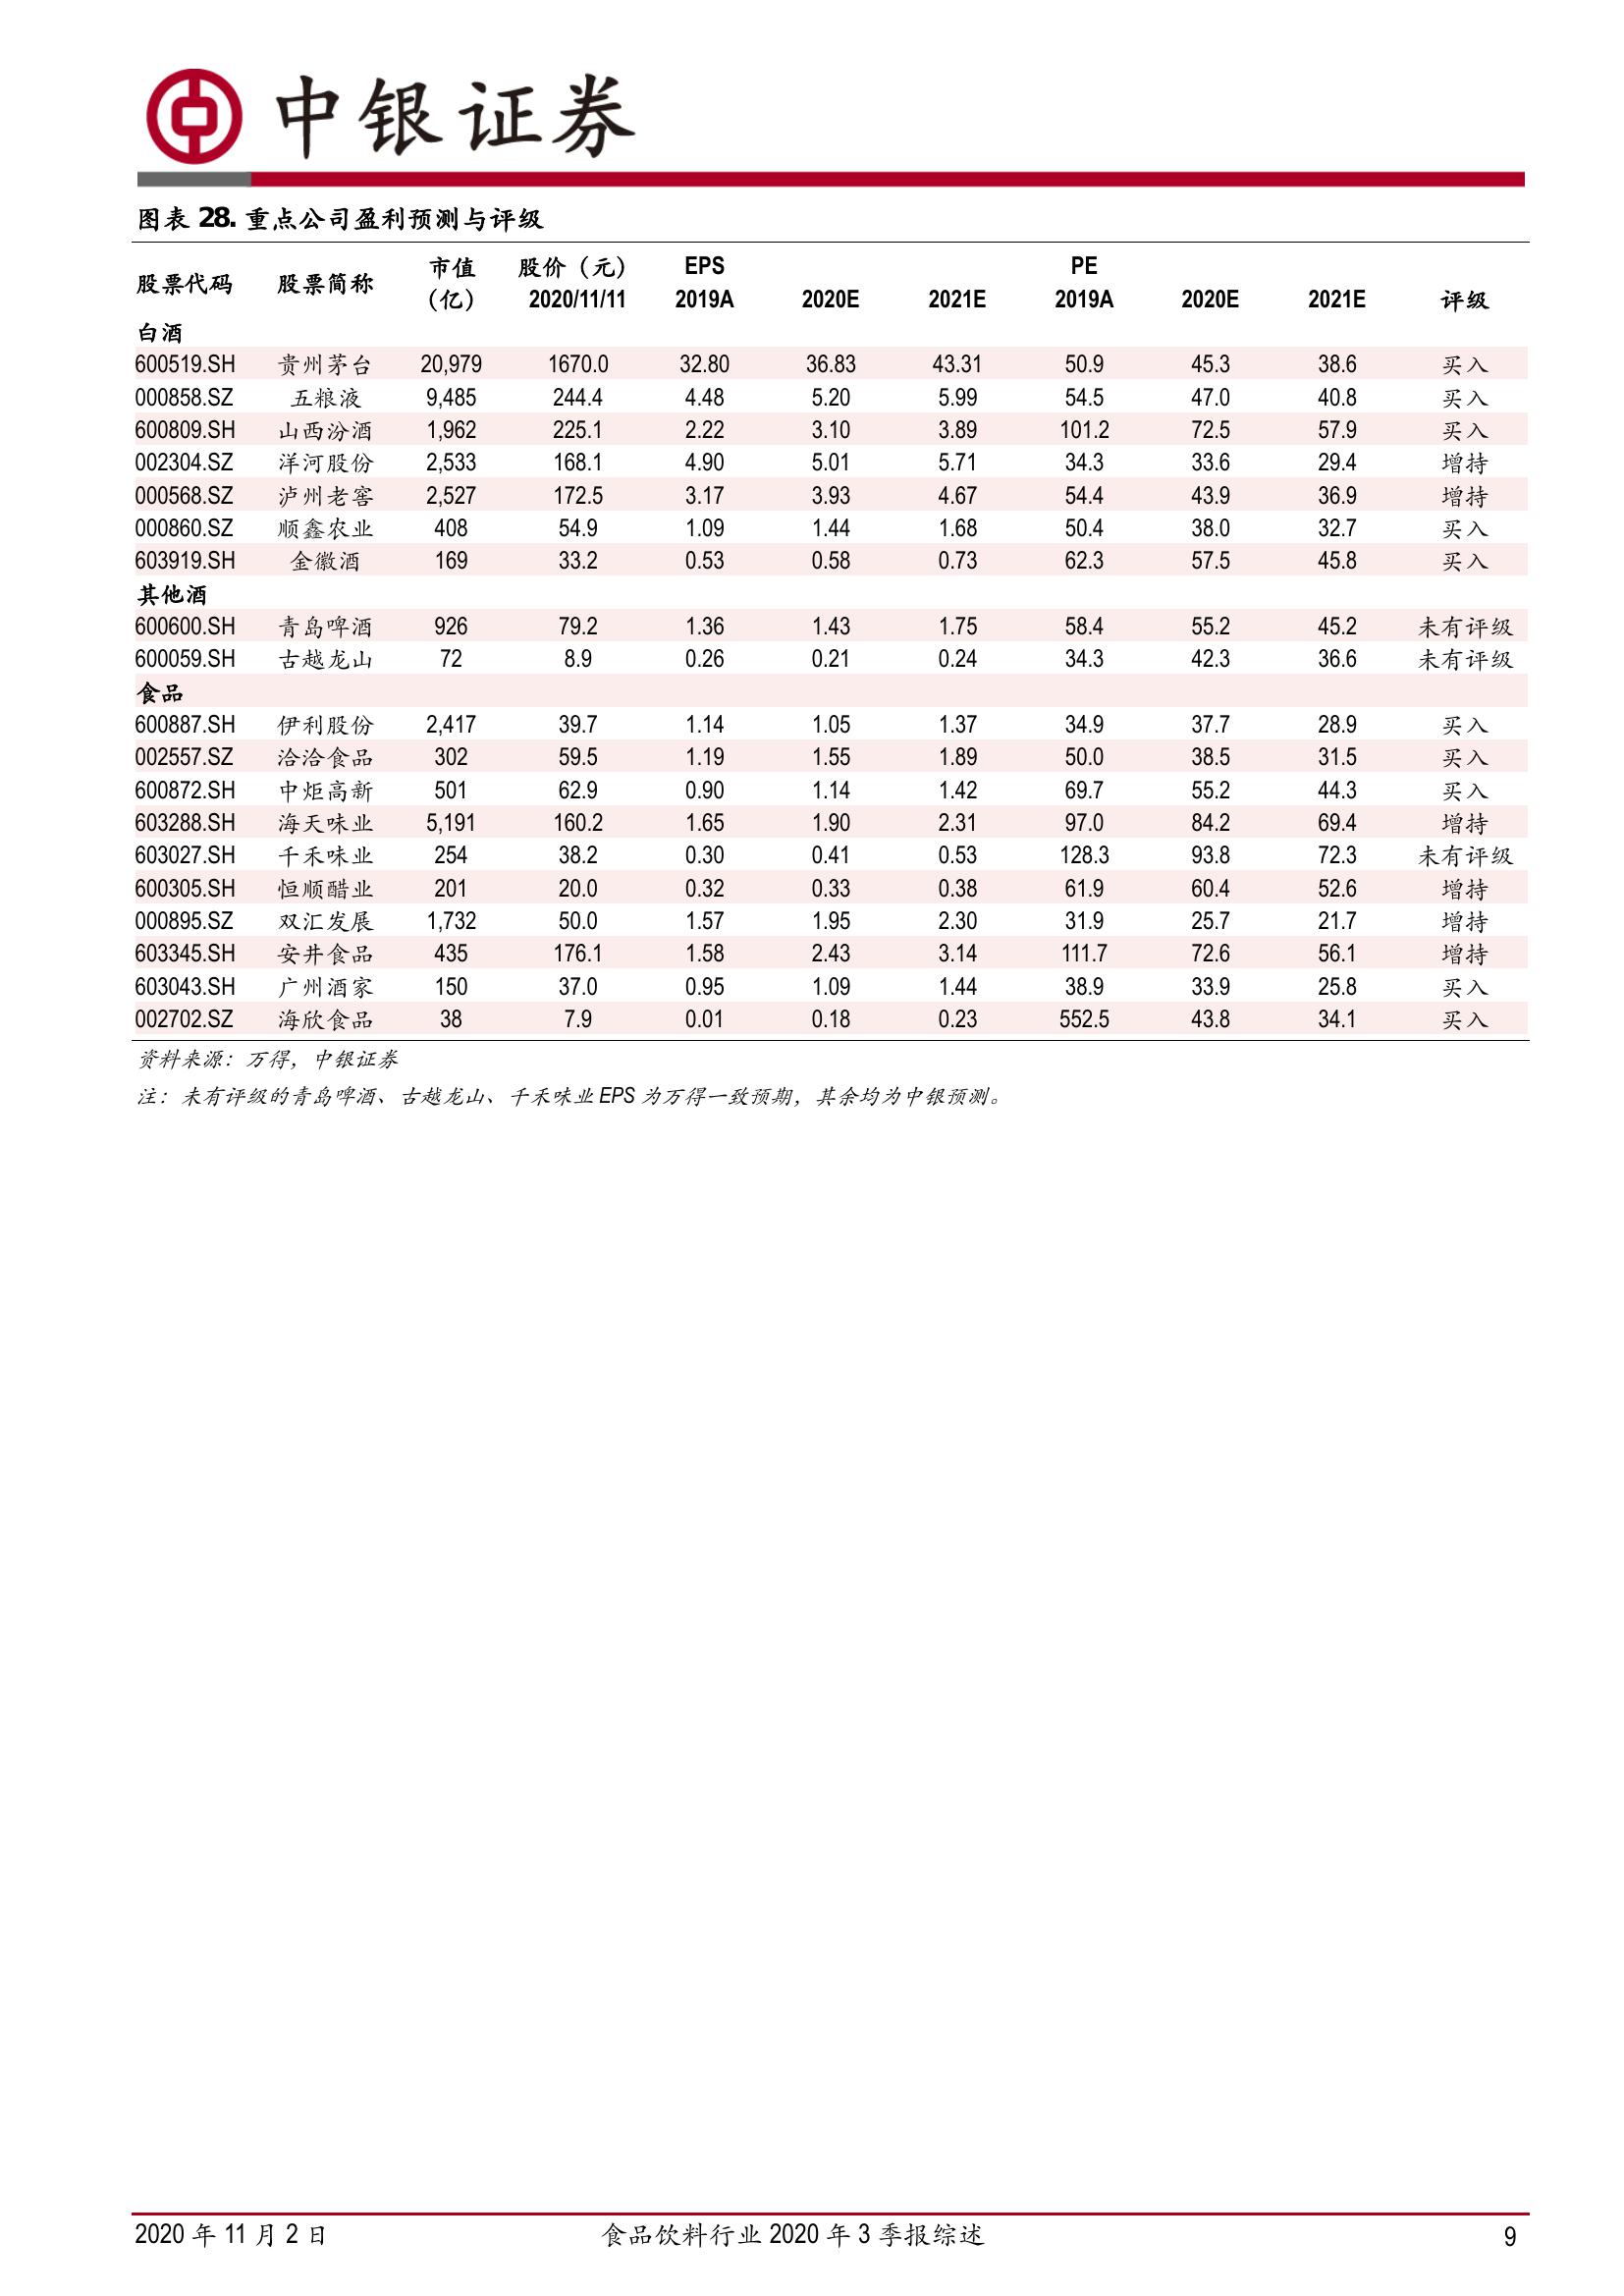 中银证券
图表 28. 重点公司盈利预测与评级
股票代码 股票简称 市值（亿） 股价（元）2020/11/11 EPS 2019A 2020E 2021E PE 2019A 2020E 2021E 评级
白酒
600519.SH 贵州茅台 20,979 1670.0 32.80 36.83 43.31 50.9 45.3 38.6 买入
000858.SZ 五粮液 9,485 244.4 4.48 5.20 5.99 54.5 47.0 40.8 买入
600809.SH 山西汾酒 1,962 225.1 2.22 3.10 3.89 101.2 72.5 57.9 买入
002304.SZ 洋河股份 2,533 168.1 4.90 5.01 5.71 34.3 33.6 29.4 增持
000568.SZ 泸州老窖 2,527 172.5 3.17 3.93 4.67 54.4 43.9 36.9 增持
000860.SZ 顺鑫农业 408 54.9 1.09 1.44 1.68 50.4 38.0 32.7 买入
603919.SH 金徽酒 169 33.2 0.53 0.58 0.73 62.3 57.5 45.8 买入
其他酒
600600.SH 青岛啤酒 926 79.2 1.36 1.43 1.75 58.4 55.2 45.2 未有评级
600059.SH 古越龙山 72 8.9 0.26 0.21 0.24 34.3 42.3 36.6 未有评级
食品
600887.SH 伊利股份 2,417 39.7 1.14 1.05 1.37 34.9 37.7 28.9 买入
002557.SZ 洽洽食品 302 59.5 1.19 1.55 1.89 50.0 38.5 31.5 买入
600872.SH 中炬高新 501 62.9 0.90 1.14 1.42 69.7 55.2 44.3 买入
603288.SH 海天味业 5,191 160.2 1.65 1.90 2.31 97.0 84.2 69.4 增持
603027.SH 千禾味业 254 38.2 0.30 0.41 0.53 128.3 93.8 72.3 未有评级
600305.SH 恒顺醋业 201 20.0 0.32 0.33 0.38 61.9 60.4 52.6 增持
000895.SZ 双汇发展 1,732 50.0 1.57 1.95 2.30 31.9 25.7 21.7 增持
603345.SH 安井食品 435 176.1 1.58 2.43 3.14 111.7 72.6 56.1 增持
603043.SH 广州酒家 150 37.0 0.95 1.09 1.44 38.9 33.9 25.8 买入
002702.SZ 海欣食品 38 7.9 0.01 0.18 0.23 552.5 43.8 34.1 买入
资料来源：万得，中银证券
注：未有评级的青岛啤酒、古越龙山、千禾味业 EPS 为万得一致预期，其余均为中银预测。
2020 年 11 月 2 日 食品饮料行业 2020 年 3 季报综述 9